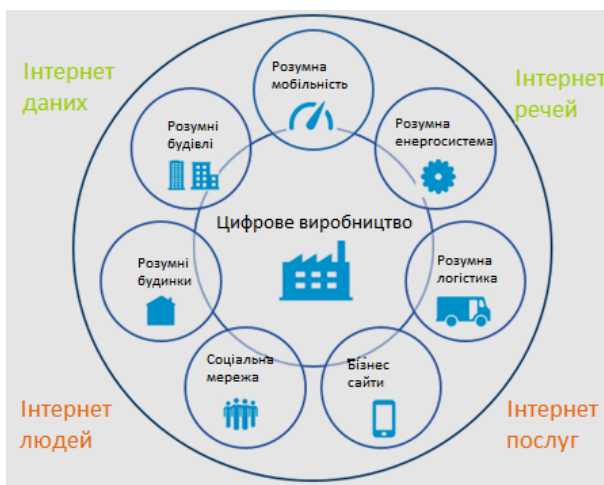 Інтернет
даних
Розумна
мобільність
Інтернет
речей
Розумні
будівлі
Розумна
енергосистема
Цифрове виробництво
Розумні
будинки
Розумна
логістика
Соціальна
мережа
Бізнес
сайти
Інтернет
людей
Інтернет
послуг